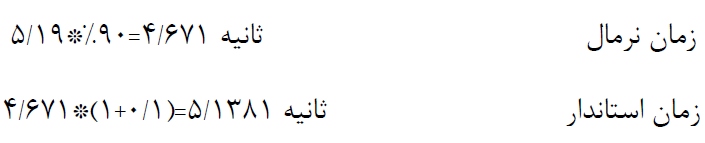 زمان نرمال ۵/۱۹*٪۹۰=۴/۶۷۱ ثانیه
زمان استاندار ۴/۶۷۱*(۱+۰/۱)=۵/۱۳۸۱ ثانیه